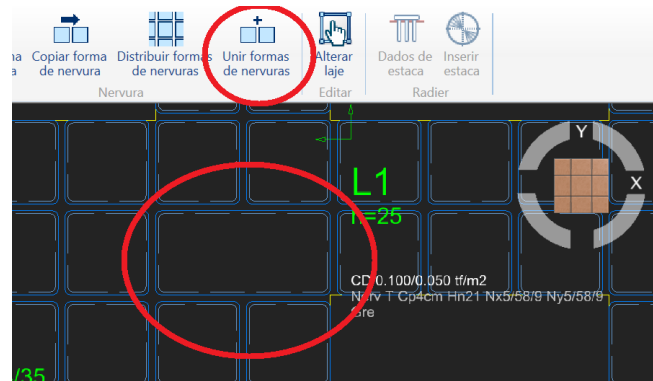 na Copiar forma Distribuir formas Unir formas Alterar Dados de Inserir
a de nervura de nervuras de nervuras laje estaca estaca
Nervura Editar Radier
Y
X
L1
h=25
CD 0.100/0.050 tf/m2
Nerv T Cp4cm Hn21 Nx5/58/9 Ny5/58/9
Gre
/35